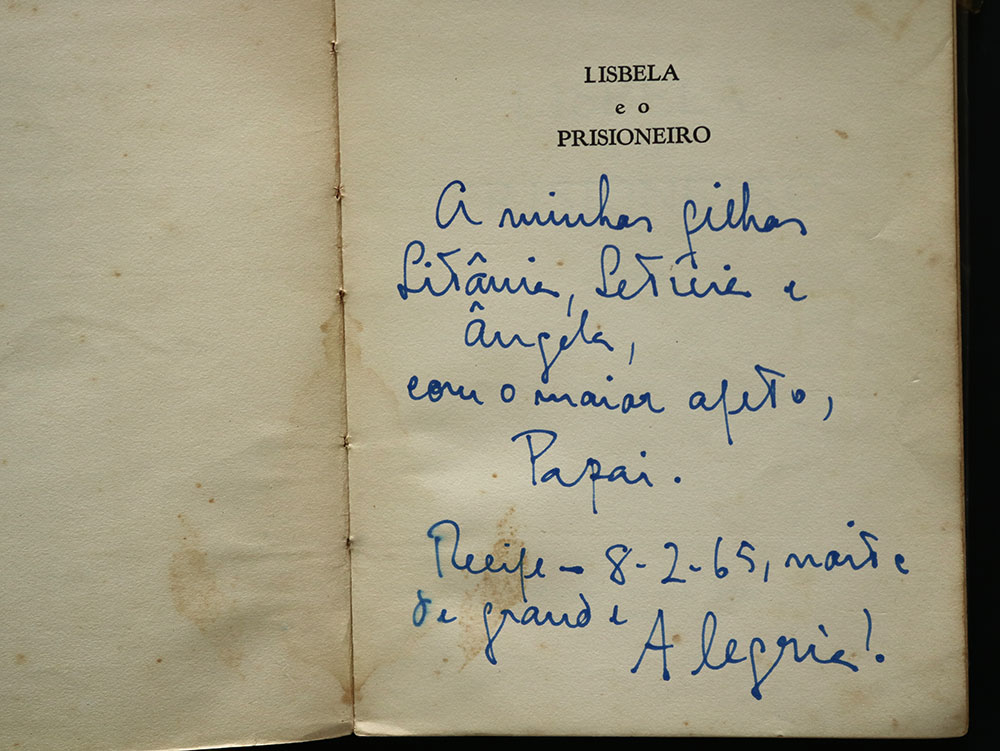 LISBELA
e o
PRISIONEIRO
A minhas filhas
Litânia, Letícia e
Ângela,
com o maior afeto,
Papai.
Recife - 8-2-65, noite
de grande
Alegria!